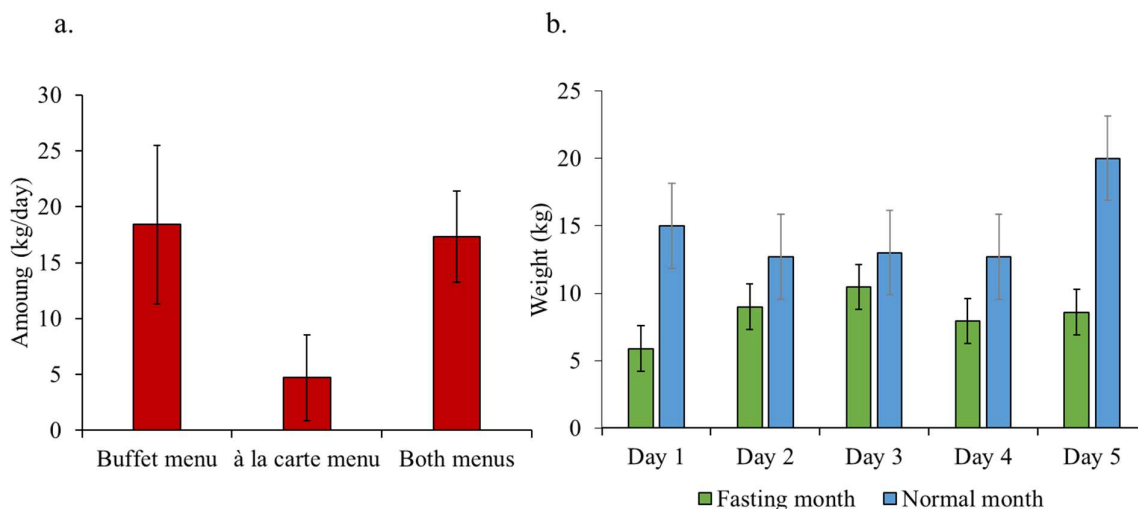 a.
Amoung (kg/day)
30
25
20
15
10
5
0
Buffet menu à la carte menu Both menus
b.
Weight (kg)
25
20
15
10
5
0
Day 1 Day 2 Day 3 Day 4 Day 5
Fasting month Normal month